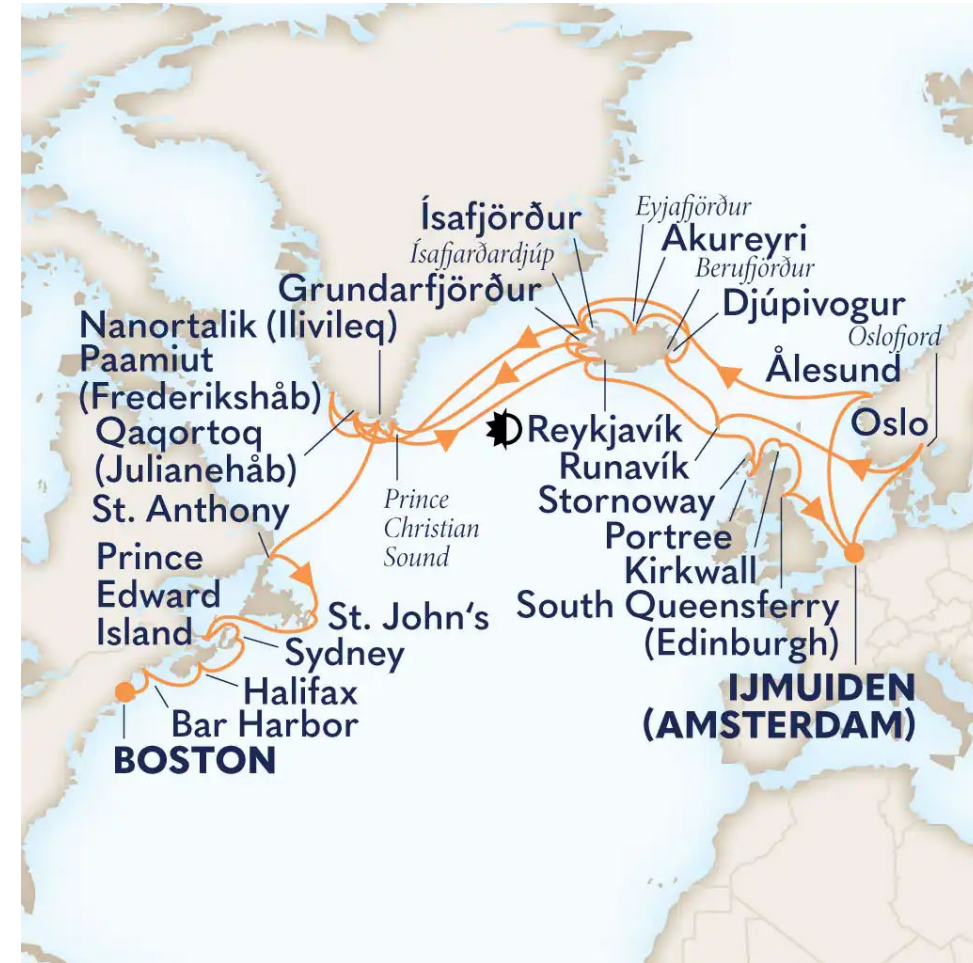 Ísafjörður
Eyjafjörður
Akureyri
Ísafjarðardjúp
Berufjörður
Grundarfjörður
Djúpivogur
Nanortalik (Ilivileq)
Oslofjord
Paamiut
(Frederikshåb)
Ålesund
Qaqortoq
(Julianehåb)
Oslo
Reykjavík
Runavík
St. Anthony
Prince
Christian
Sound
Stornoway
Portree
Kirkwall
Prince
Edward
Island
St. John‘s
South Queensferry
(Edinburgh)
Sydney
Halifax
IJMUIDEN
(AMSTERDAM)
Bar Harbor
BOSTON